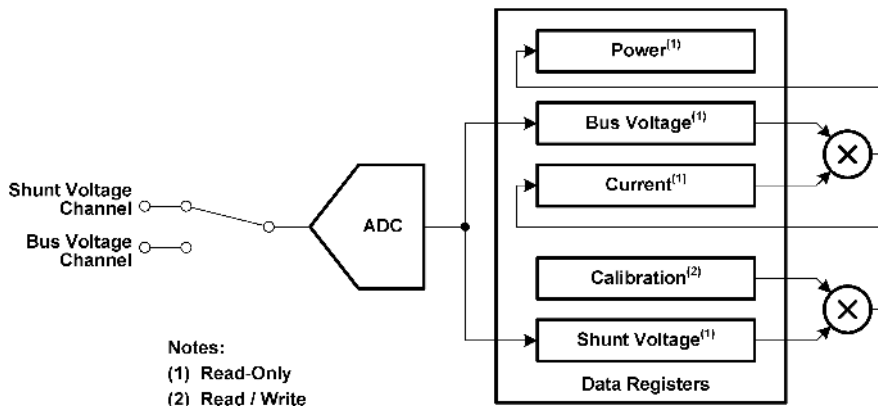 Power(1)
Bus Voltage(1)
Current(1)
Calibration(2)
Shunt Voltage(1)
Data Registers
Shunt Voltage
Channel
Bus Voltage
Channel
ADC
Notes:
(1) Read-Only
(2) Read / Write